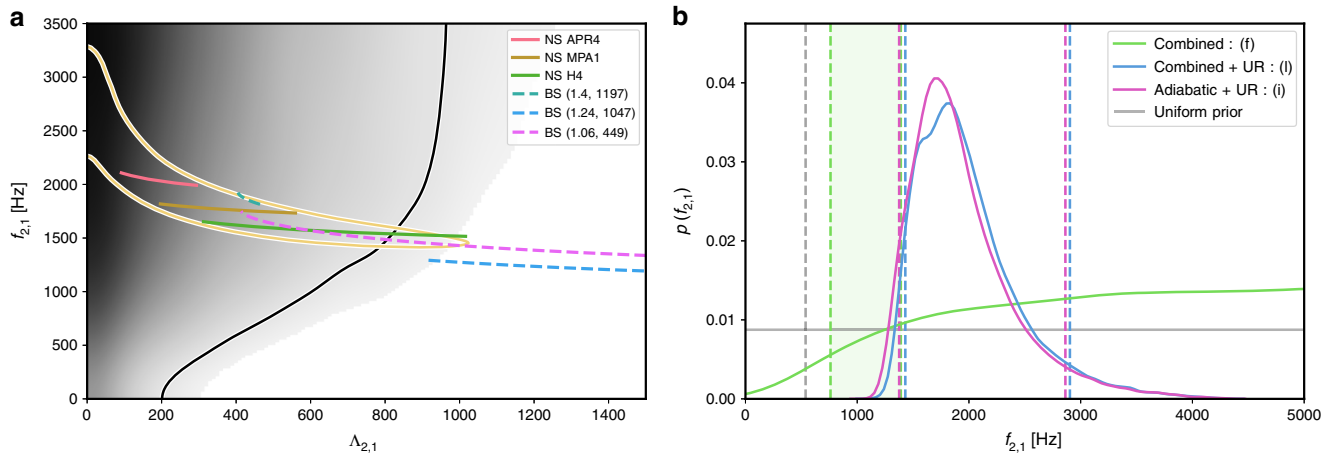 a
3500
3000
2500
2000
1500
1000
500
0
f2,1 [Hz]
0 200 400 600 800 1000 1200 1400
Λ2,1
NS APR4
NS MPA1
NS H4
BS (1.4, 1197)
BS (1.24, 1047)
BS (1.06, 449)
b
0.04
0.03
0.02
0.01
0.00
p (f2,1)
0 1000 2000 3000 4000 5000
f2,1 [Hz]
Combined : (f)
Combined + UR : (l)
Adiabatic + UR : (i)
Uniform prior